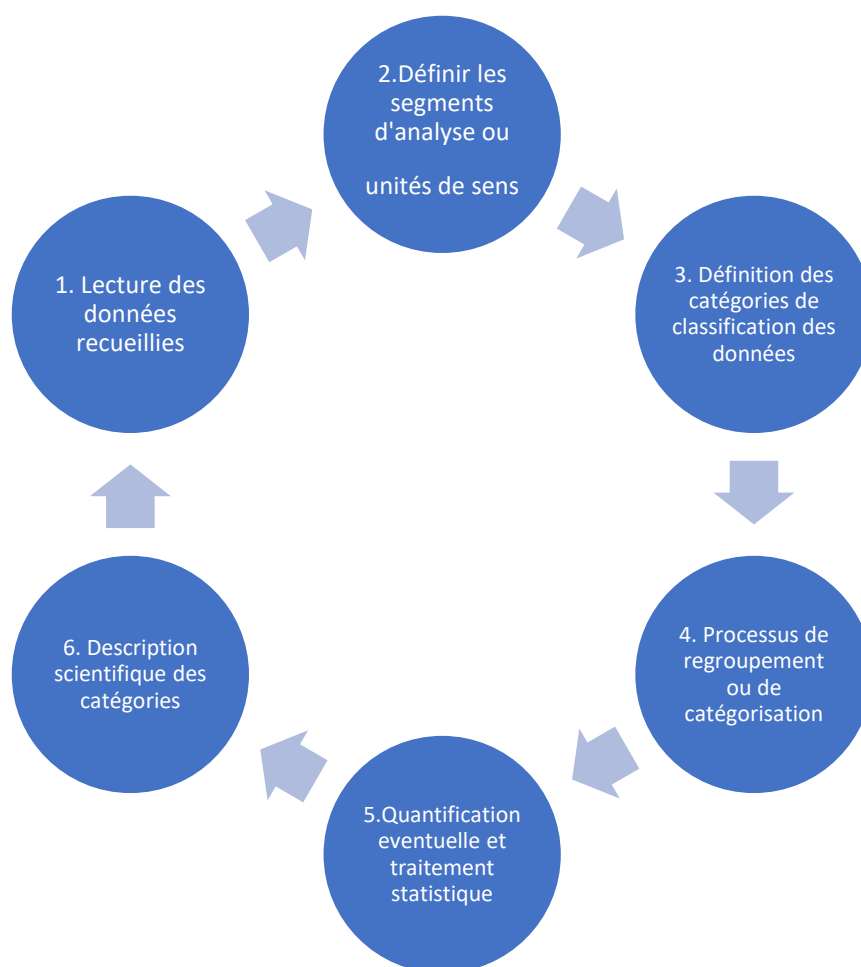 1. Lecture des
données
recueillies
2.Définir les
segments
d'analyse ou
unités de sens
3. Définition des
catégories de
classification des
données
4. Processus de
regroupement
ou de
catégorisation
5.Quantification
eventuelle et
traitement
statistique
6. Description
scientifique des
catégories